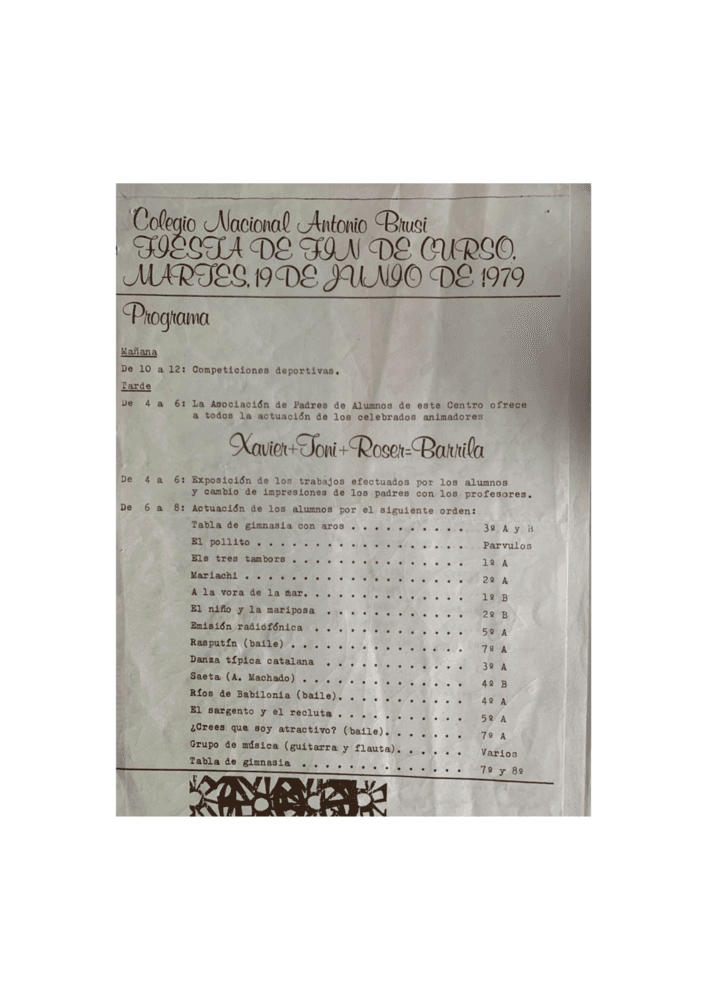 Colegio Nacional Antonio Brusi
FIESTA DE FIN DE CURSO.
MARTES, 19 DE JUNIO DE 1979
Programa
Mañana
De 10 a 12: Competiciones deportivas.
Tarde
De 4 a 6: La Asociación de Padres de Alumnos de este Centro ofrece
a todos la actuación de los celebrados animadores
Xavier+Toni+Roser=Barrila
De 4 a 6: Exposición de los trabajos efectuados por los alumnos
y cambio de impresiones de los padres con los profesores.
De 6 a 8: Actuación de los alumnos por el siguiente orden:
Tabla de gimnasia con aros . . . . . . . . . . 3º A y B
El pollito . . . . . . . . . . . . . . . . . . Parvulos
Els tres tambors . . . . . . . . . . . . . . . 1º A
Mariachi . . . . . . . . . . . . . . . . . . . 2º A
A la vora de la mar. . . . . . . . . . . . . . 1º B
El niño y la mariposa . . . . . . . . . . . . 2º B
Emisión radiofónica . . . . . . . . . . . . . 5º A
Rasputín (baile) . . . . . . . . . . . . . . . 7º A
Danza típica catalana . . . . . . . . . . . . 3º A
Saeta (A. Machado) . . . . . . . . . . . . . . 4º B
Ríos de Babilonia (baile). . . . . . . . . . . 4º A
El sargento y el recluta . . . . . . . . . . . 5º A
¿Crees que soy atractivo? (baile). . . . . . . 7º A
Grupo de música (guitarra y flauta). . . . . . Varios
Tabla de gimnasia . . . . . . . . . . . . . . 7º y 8º